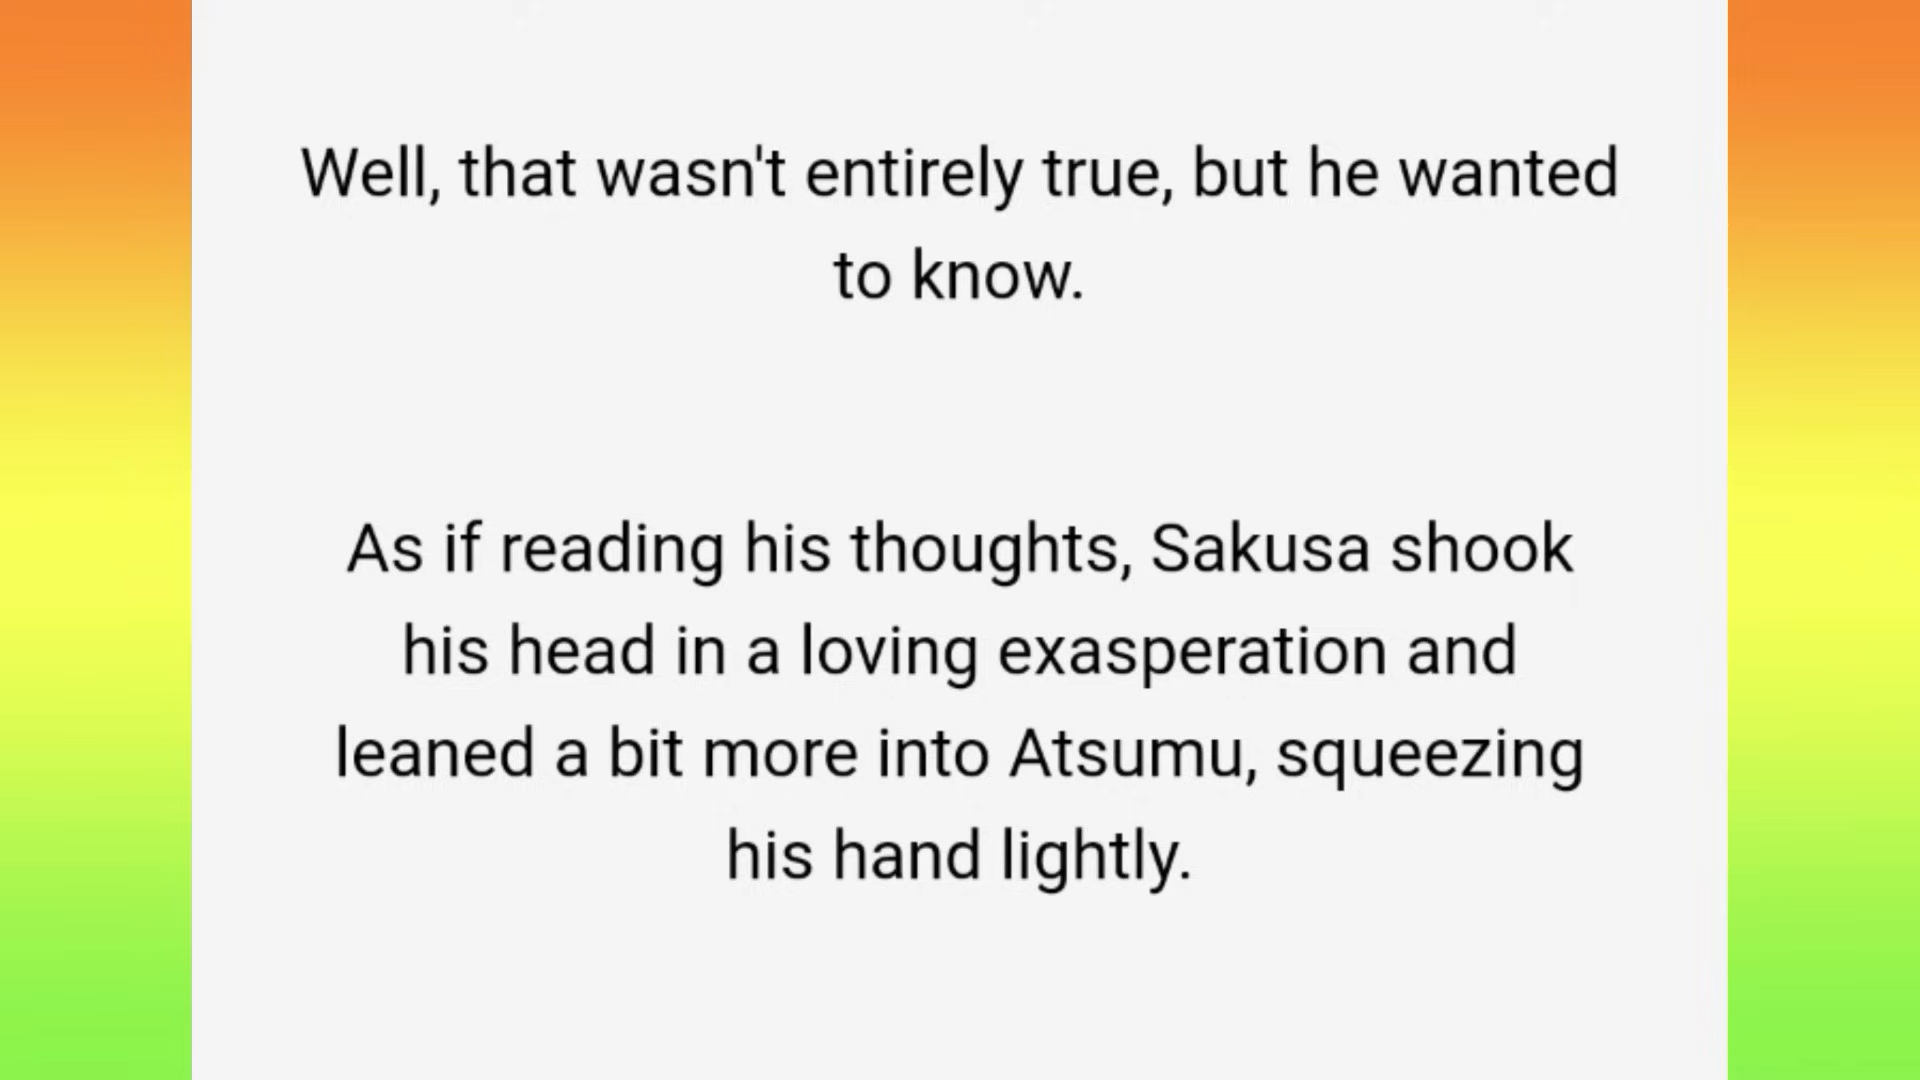 Well, that wasn't entirely true, but he wanted
to know.
As if reading his thoughts, Sakusa shook
his head in a loving exasperation and
leaned a bit more into Atsumu, squeezing
his hand lightly.